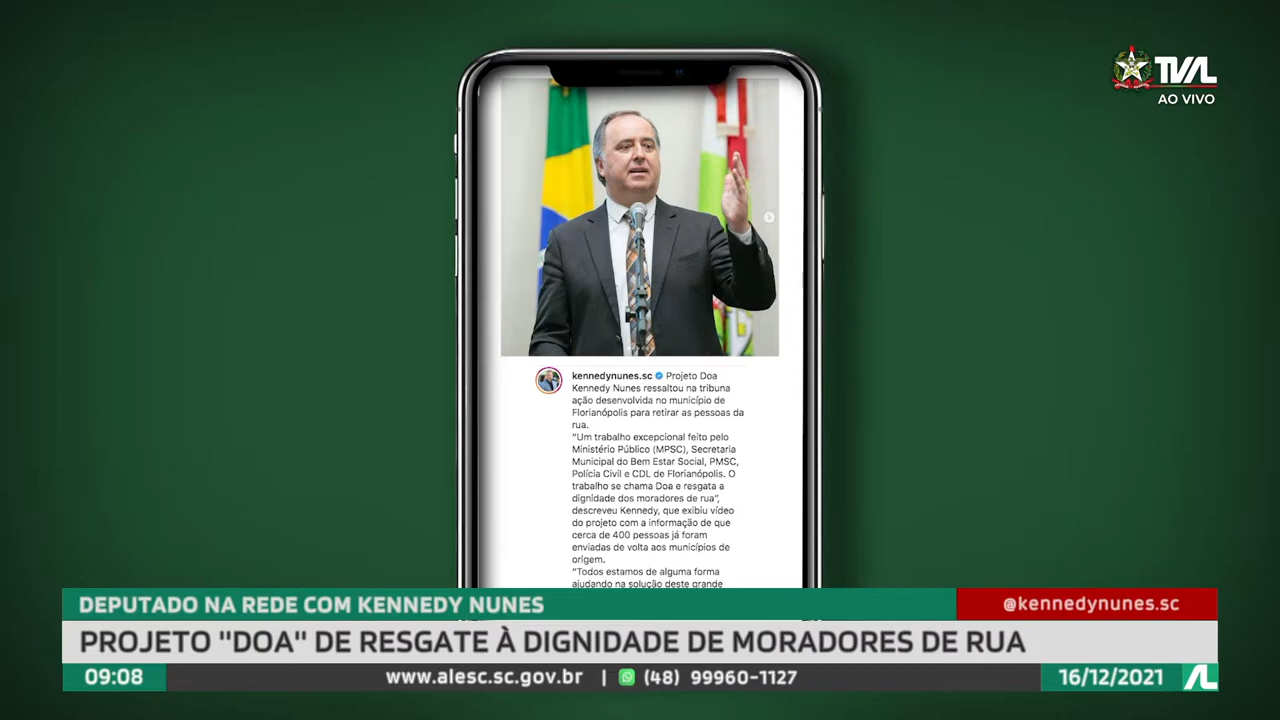 TVAL
AO VIVO
kennedynunes.sc Projeto Doa
Kennedy Nunes ressaltou na tribuna
ação desenvolvida no município de
Florianópolis para retirar as pessoas da
rua.
"Um trabalho excepcional feito pelo
Ministério Público (MPSC), Secretaria
Municipal do Bem Estar Social, PMSC,
Polícia Civil e CDL de Florianópolis. O
trabalho se chama Doa e resgata a
dignidade dos moradores de rua",
descreveu Kennedy, que exibiu vídeo
do projeto com a informação de que
cerca de 400 pessoas já foram
enviadas de volta aos municípios de
origem.
"Todos estamos de alguma forma
ajudando na solução deste grande
DEPUTADO NA REDE COM KENNEDY NUNES
@kennedynunes.sc
PROJETO "DOA" DE RESGATE À DIGNIDADE DE MORADORES DE RUA
09:08
www.alesc.sc.gov.br | (48) 99960-1127
16/12/2021